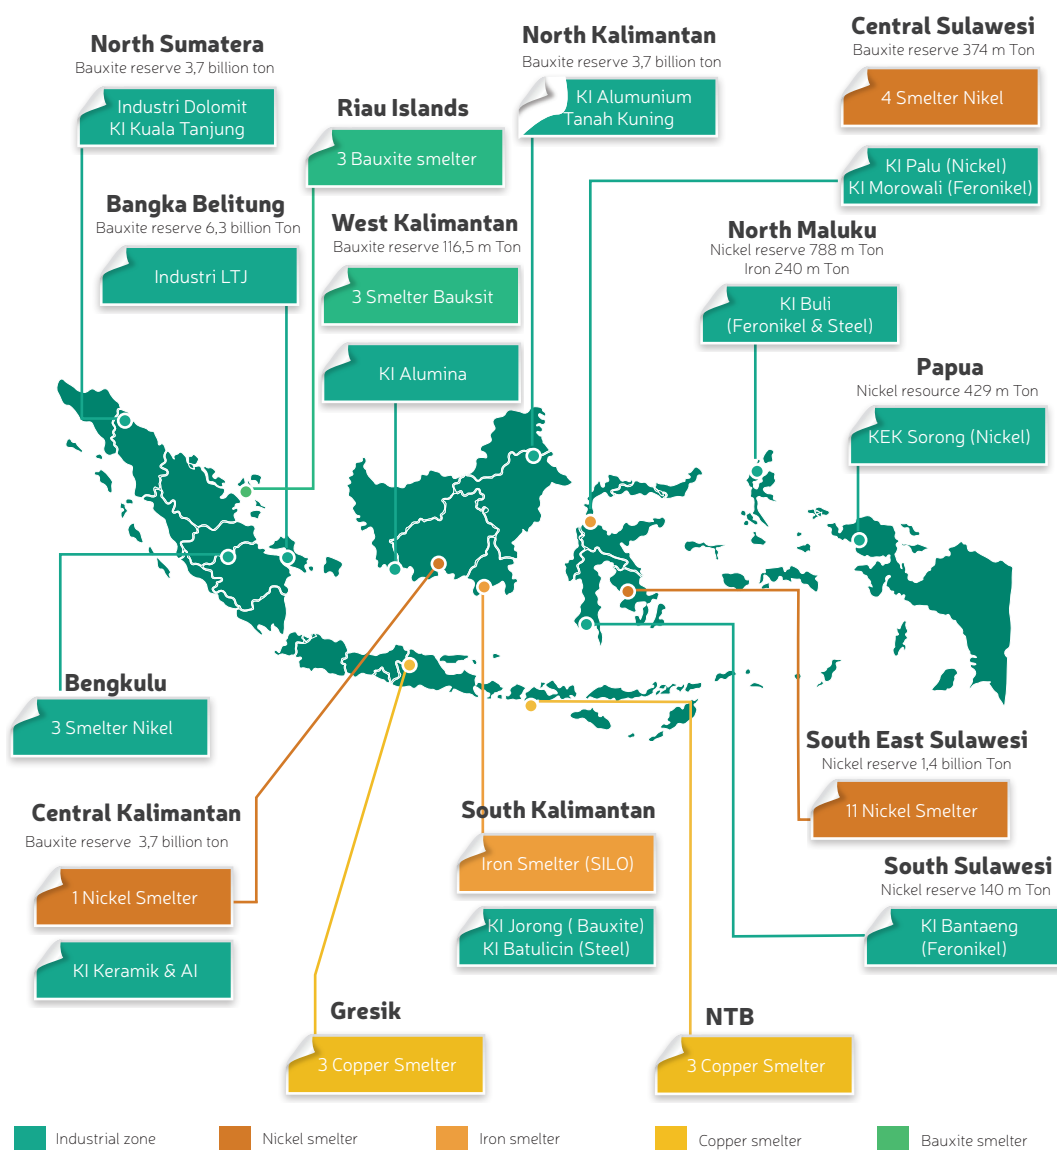 North Sumatera
Bauxite reserve 3,7 billion ton
Industri Dolomit
KI Kuala Tanjung
Riau Islands
3 Bauxite smelter
North Kalimantan
Bauxite reserve 3,7 billion ton
KI Alumunium
Tanah Kuning
Central Sulawesi
Bauxite reserve 374 m Ton
4 Smelter Nikel
KI Palu (Nickel)
KI Morowali (Feronikel)
Bangka Belitung
Bauxite reserve 6,3 billion Ton
Industri LTJ
West Kalimantan
Bauxite reserve 116,5 m Ton
3 Smelter Bauksit
KI Alumina
North Maluku
Nickel reserve 788 m Ton
Iron 240 m Ton
KI Buli
(Feronikel & Steel)
Papua
Nickel resource 429 m Ton
KEK Sorong (Nickel)
Bengkulu
3 Smelter Nikel
Central Kalimantan
Bauxite reserve 3,7 billion ton
1 Nickel Smelter
KI Keramik & AI
South Kalimantan
Iron Smelter (SILO)
KI Jorong ( Bauxite)
KI Batulicin (Steel)
South East Sulawesi
Nickel reserve 1,4 billion Ton
11 Nickel Smelter
South Sulawesi
Nickel reserve 140 m Ton
KI Bantaeng
(Feronikel)
Gresik
3 Copper Smelter
NTB
3 Copper Smelter
Industrial zone
Nickel smelter
Iron smelter
Copper smelter
Bauxite smelter